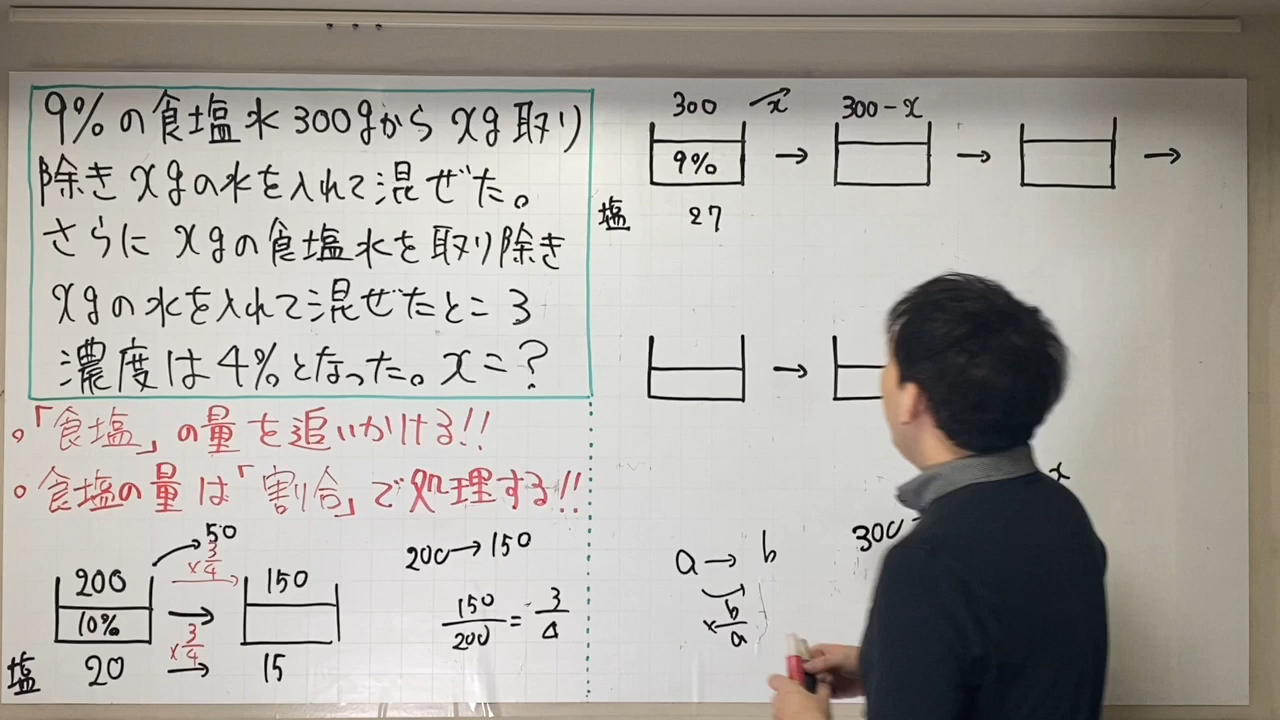 9%の食塩水300gからxg取り
除きxgの水を入れて混ぜた。
さらにxgの食塩水を取り除き
xgの水を入れて混ぜたところ
濃度は4%となった。x=?
。「食塩」の量を追いかける!!
。食塩の量は「割合」で処理する!!
50
×3/4
200 150
10%
×3/4
塩 20 15
200→150
150/200=3/4
300 x 300-x
9%
塩 27
a→b
×b/a
300-
x